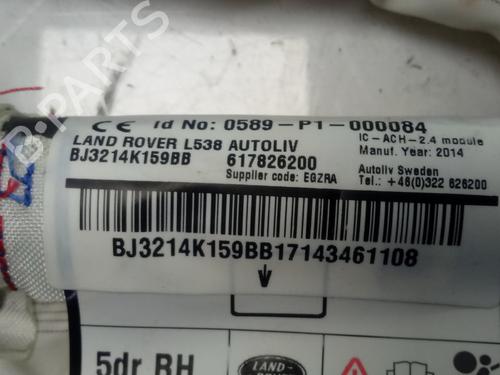 CE Id No: 0589-P1-000084
LAND ROVER L538 AUTOLIV IC-ACH-2.4 module
BJ3214K159BB 617826200 Manuf. Year: 2014
Supplier code: EGZRA Autoliv Sweden
Tel.: +46(0)322 626200
BJ3214K159BB17143461108
5dr RH
LAND-
ROVER
B-PARTS